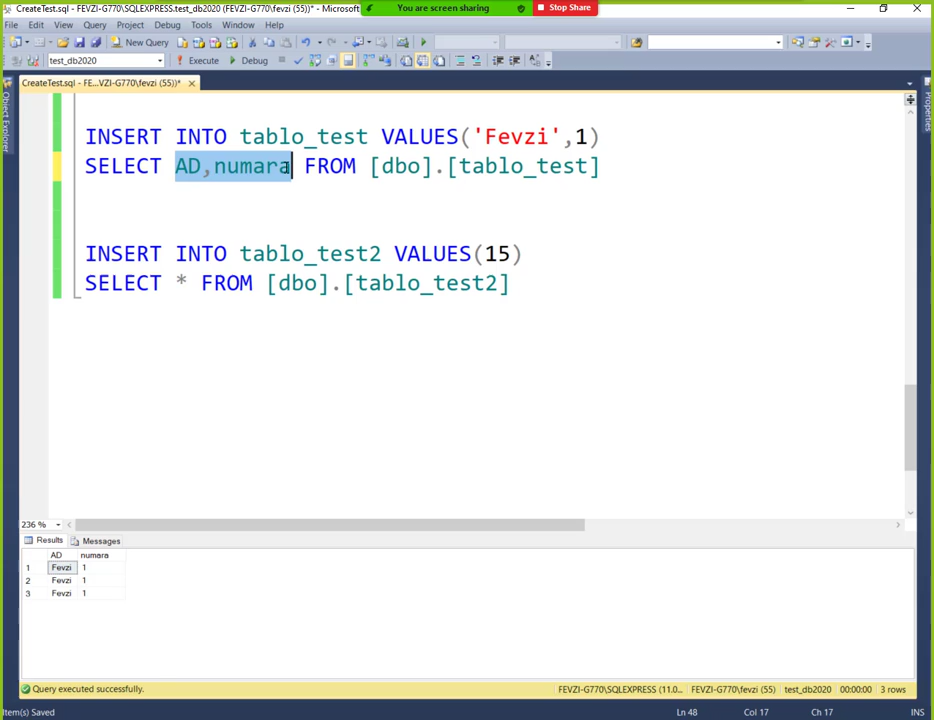 CreateTest.sql - FEVZI-G770\SQLEXPRESS.test_db2020 (FEVZI-G770\fevzi (55))* - Microsoft
You are screen sharing
Stop Share
File Edit View Query Project Debug Tools Window Help
New Query
test_db2020 Execute Debug
CreateTest.sql - FE...VZI-G770\fevzi (55))*
Object Explorer
Properties
INSERT INTO tablo_test VALUES('Fevzi',1)
SELECT AD,numara FROM [dbo].[tablo_test]
INSERT INTO tablo_test2 VALUES(15)
SELECT * FROM [dbo].[tablo_test2]
236 %
Results Messages
AD numara
1 Fevzi 1
2 Fevzi 1
3 Fevzi 1
Query executed successfully. FEVZI-G770\SQLEXPRESS (11.0... FEVZI-G770\fevzi (55) test_db2020 00:00:00 3 rows
Item(s) Saved Ln 48 Col 17 Ch 17 INS